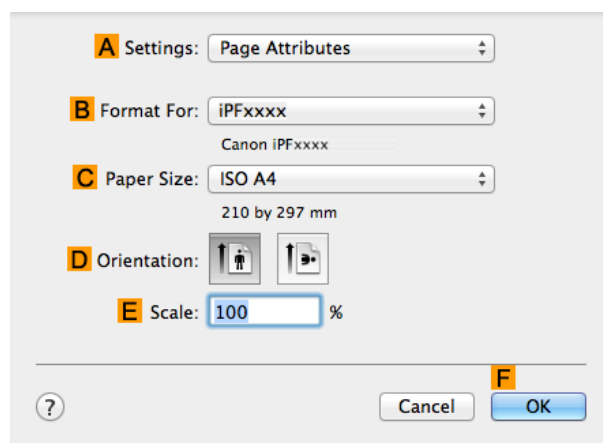 A Settings: Page Attributes
B Format For: iPFxxxx
Canon iPFxxxx
C Paper Size: ISO A4
210 by 297 mm
D Orientation:
E Scale: 100 %
F
? Cancel OK